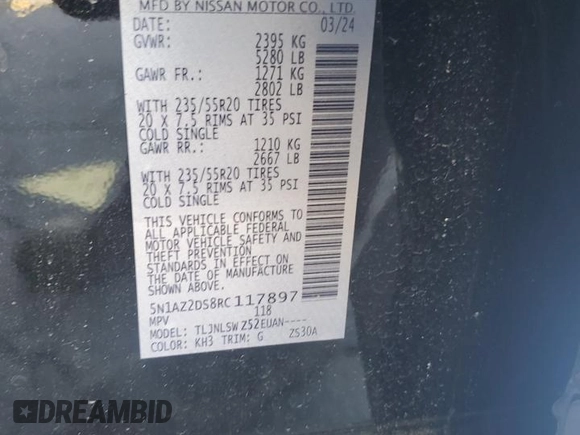 MFD BY NISSAN MOTOR CO., LTD.
03/24
GVWR: 2395 KG
5280 LB
GAWR FR.: 1271 KG
2802 LB
WITH 235/55R20 TIRES
20 X 7.5 RIMS AT 35 PSI
COLD SINGLE
GAWR RR.: 1210 KG
2667 LB
WITH 235/55R20 TIRES
20 X 7.5 RIMS AT 35 PSI
COLD SINGLE
THIS VEHICLE CONFORMS TO
ALL APPLICABLE FEDERAL
MOTOR VEHICLE SAFETY AND
THEFT PREVENTION
STANDARDS IN EFFECT ON
THE DATE OF MANUFACTURE
SHOWN ABOVE
5N1AZ2DS8RC117897
MPV 118
MODEL: TLJNLSW Z52EUAN----
COLOR: KH3 TRIM: G ZS30A
DREAMBID